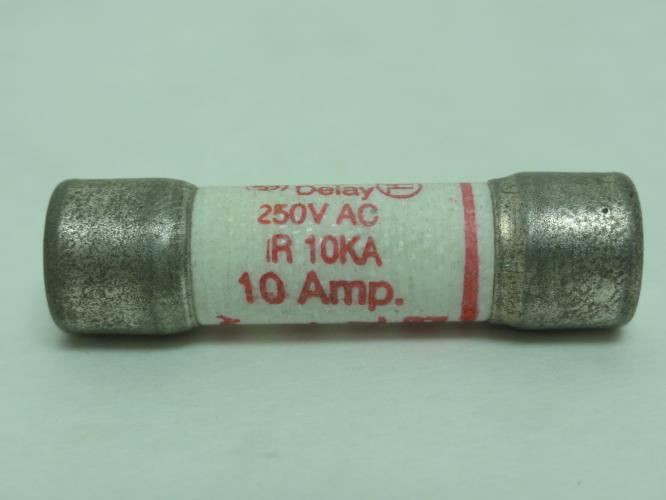 Delay
250V AC
IR 10KA
10 Amp.